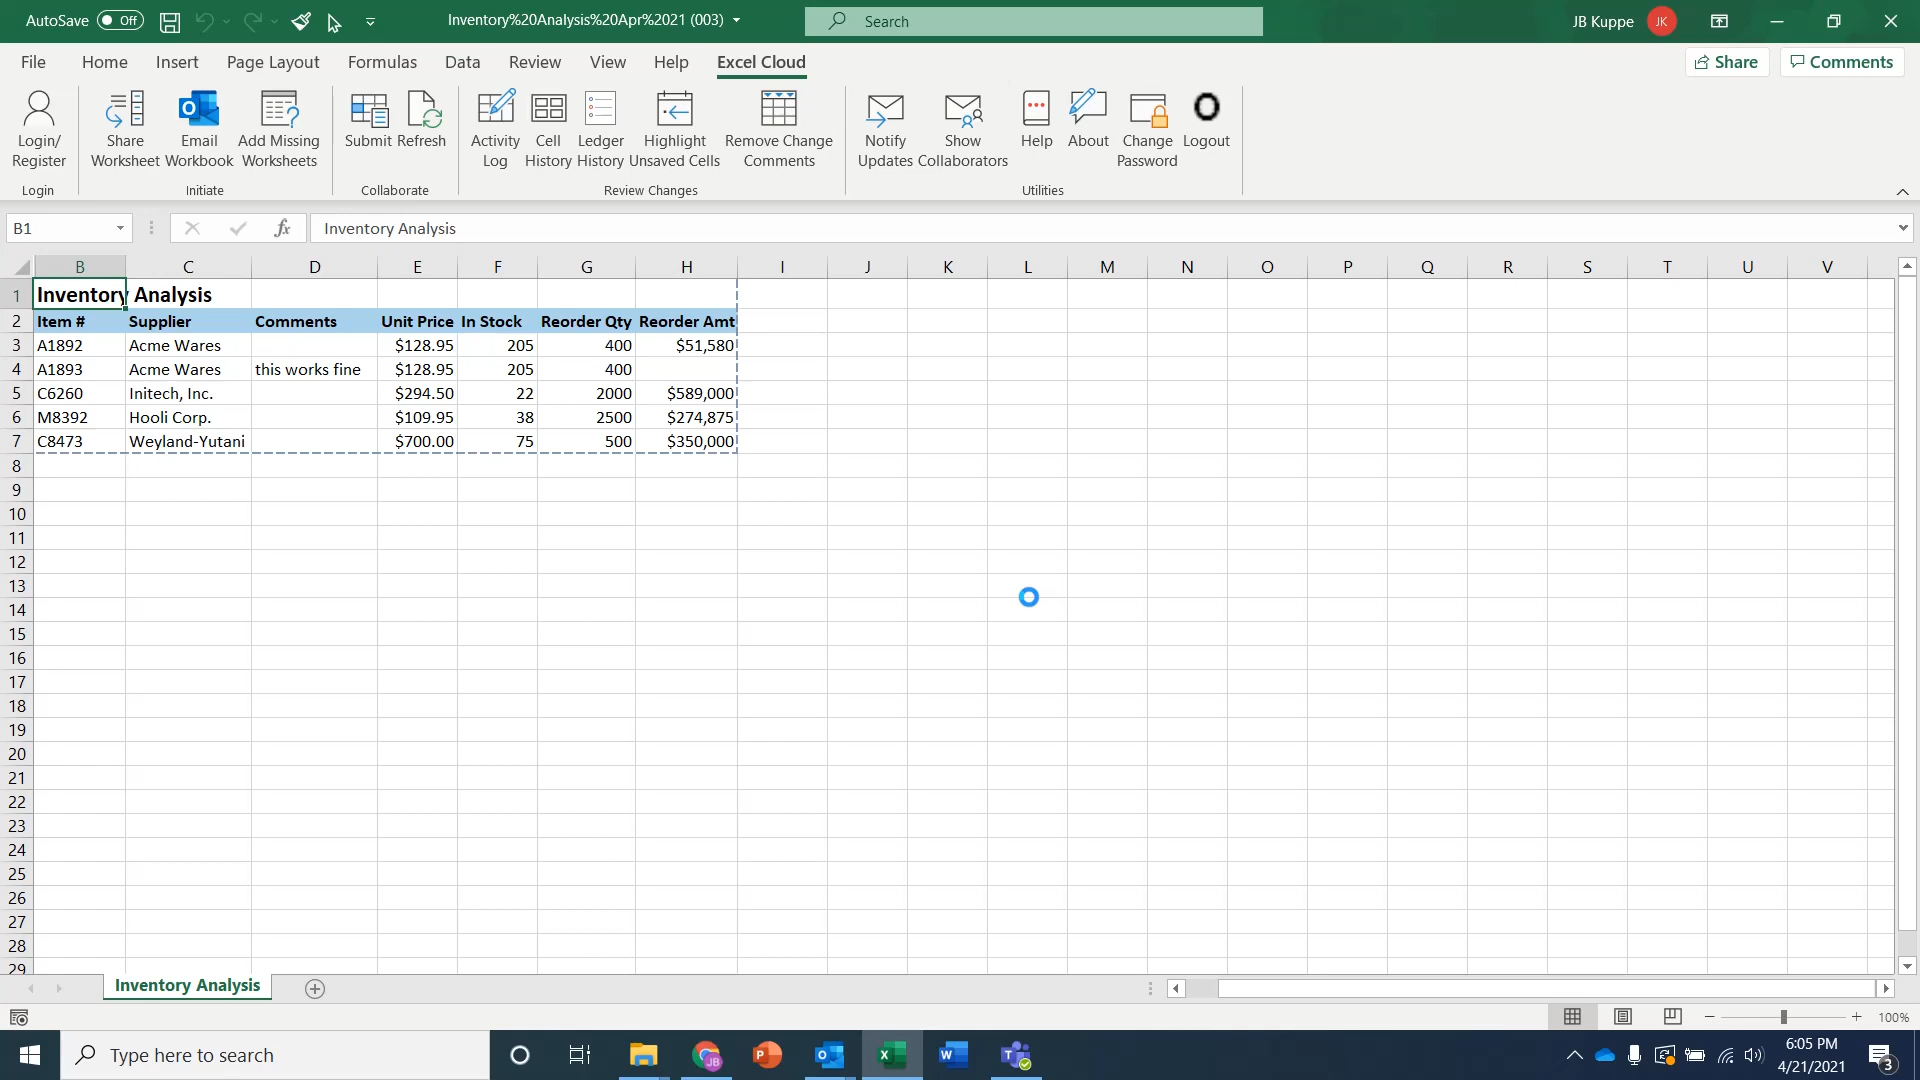 AutoSave Off Inventory%20Analysis%20Apr%2021 (003) Search JB Kuppe JK
File Home Insert Page Layout Formulas Data Review View Help Excel Cloud Share Comments
Login/ Share Email Add Missing Submit Refresh Activity Cell Ledger Highlight Remove Change Notify Show Help About Change Logout
Register Worksheet Workbook Worksheets Log History History Unsaved Cells Comments Updates Collaborators Password
Login Initiate Collaborate Review Changes Utilities
B1 fx Inventory Analysis
B C D E F G H I J K L M N O P Q R S T U V
1 Inventory Analysis
2 Item # Supplier Comments Unit Price In Stock Reorder Qty Reorder Amt
3 A1892 Acme Wares $128.95 205 400 $51,580
4 A1893 Acme Wares this works fine $128.95 205 400
5 C6260 Initech, Inc. $294.50 22 2000 $589,000
6 M8392 Hooli Corp. $109.95 38 2500 $274,875
7 C8473 Weyland-Yutani $700.00 75 500 $350,000
8
9
10
11
12
13
14
15
16
17
18
19
20
21
22
23
24
25
26
27
28
29
Inventory Analysis
100%
Type here to search 6:05 PM
4/21/2021 3